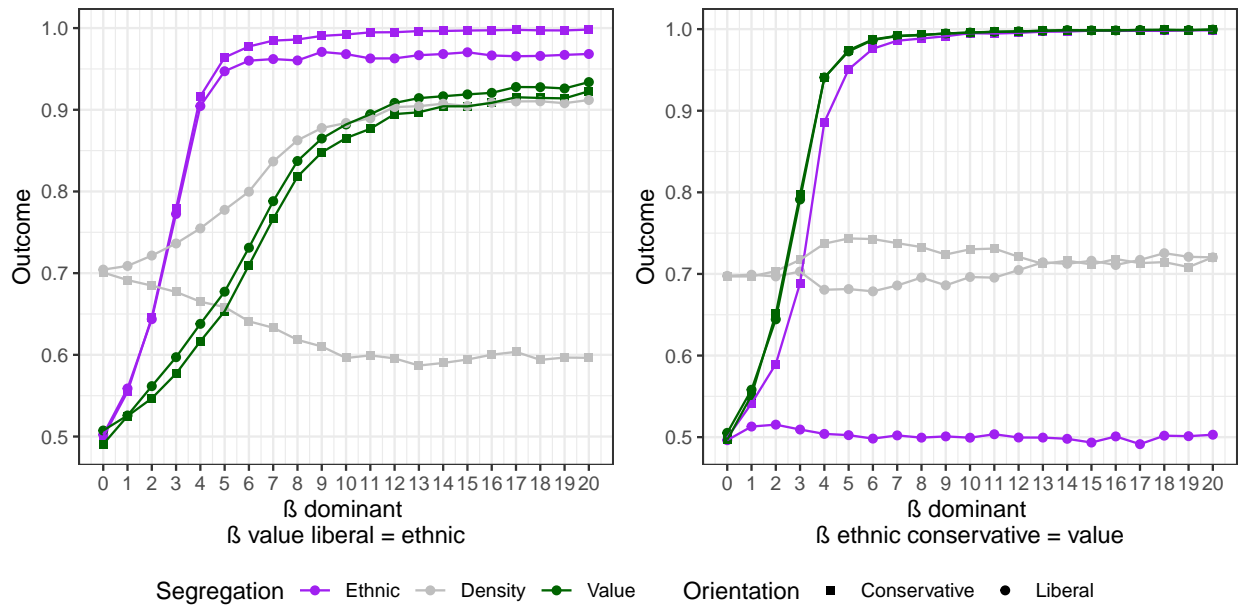 Outcome
1.0
0.9
0.8
0.7
0.6
0.5
0 1 2 3 4 5 6 7 8 9 10 11 12 13 14 15 16 17 18 19 20
ß dominant
ß value liberal = ethnic
Outcome
1.0
0.9
0.8
0.7
0.6
0.5
0 1 2 3 4 5 6 7 8 9 10 11 12 13 14 15 16 17 18 19 20
ß dominant
ß ethnic conservative = value
Segregation Ethnic Density Value Orientation Conservative Liberal